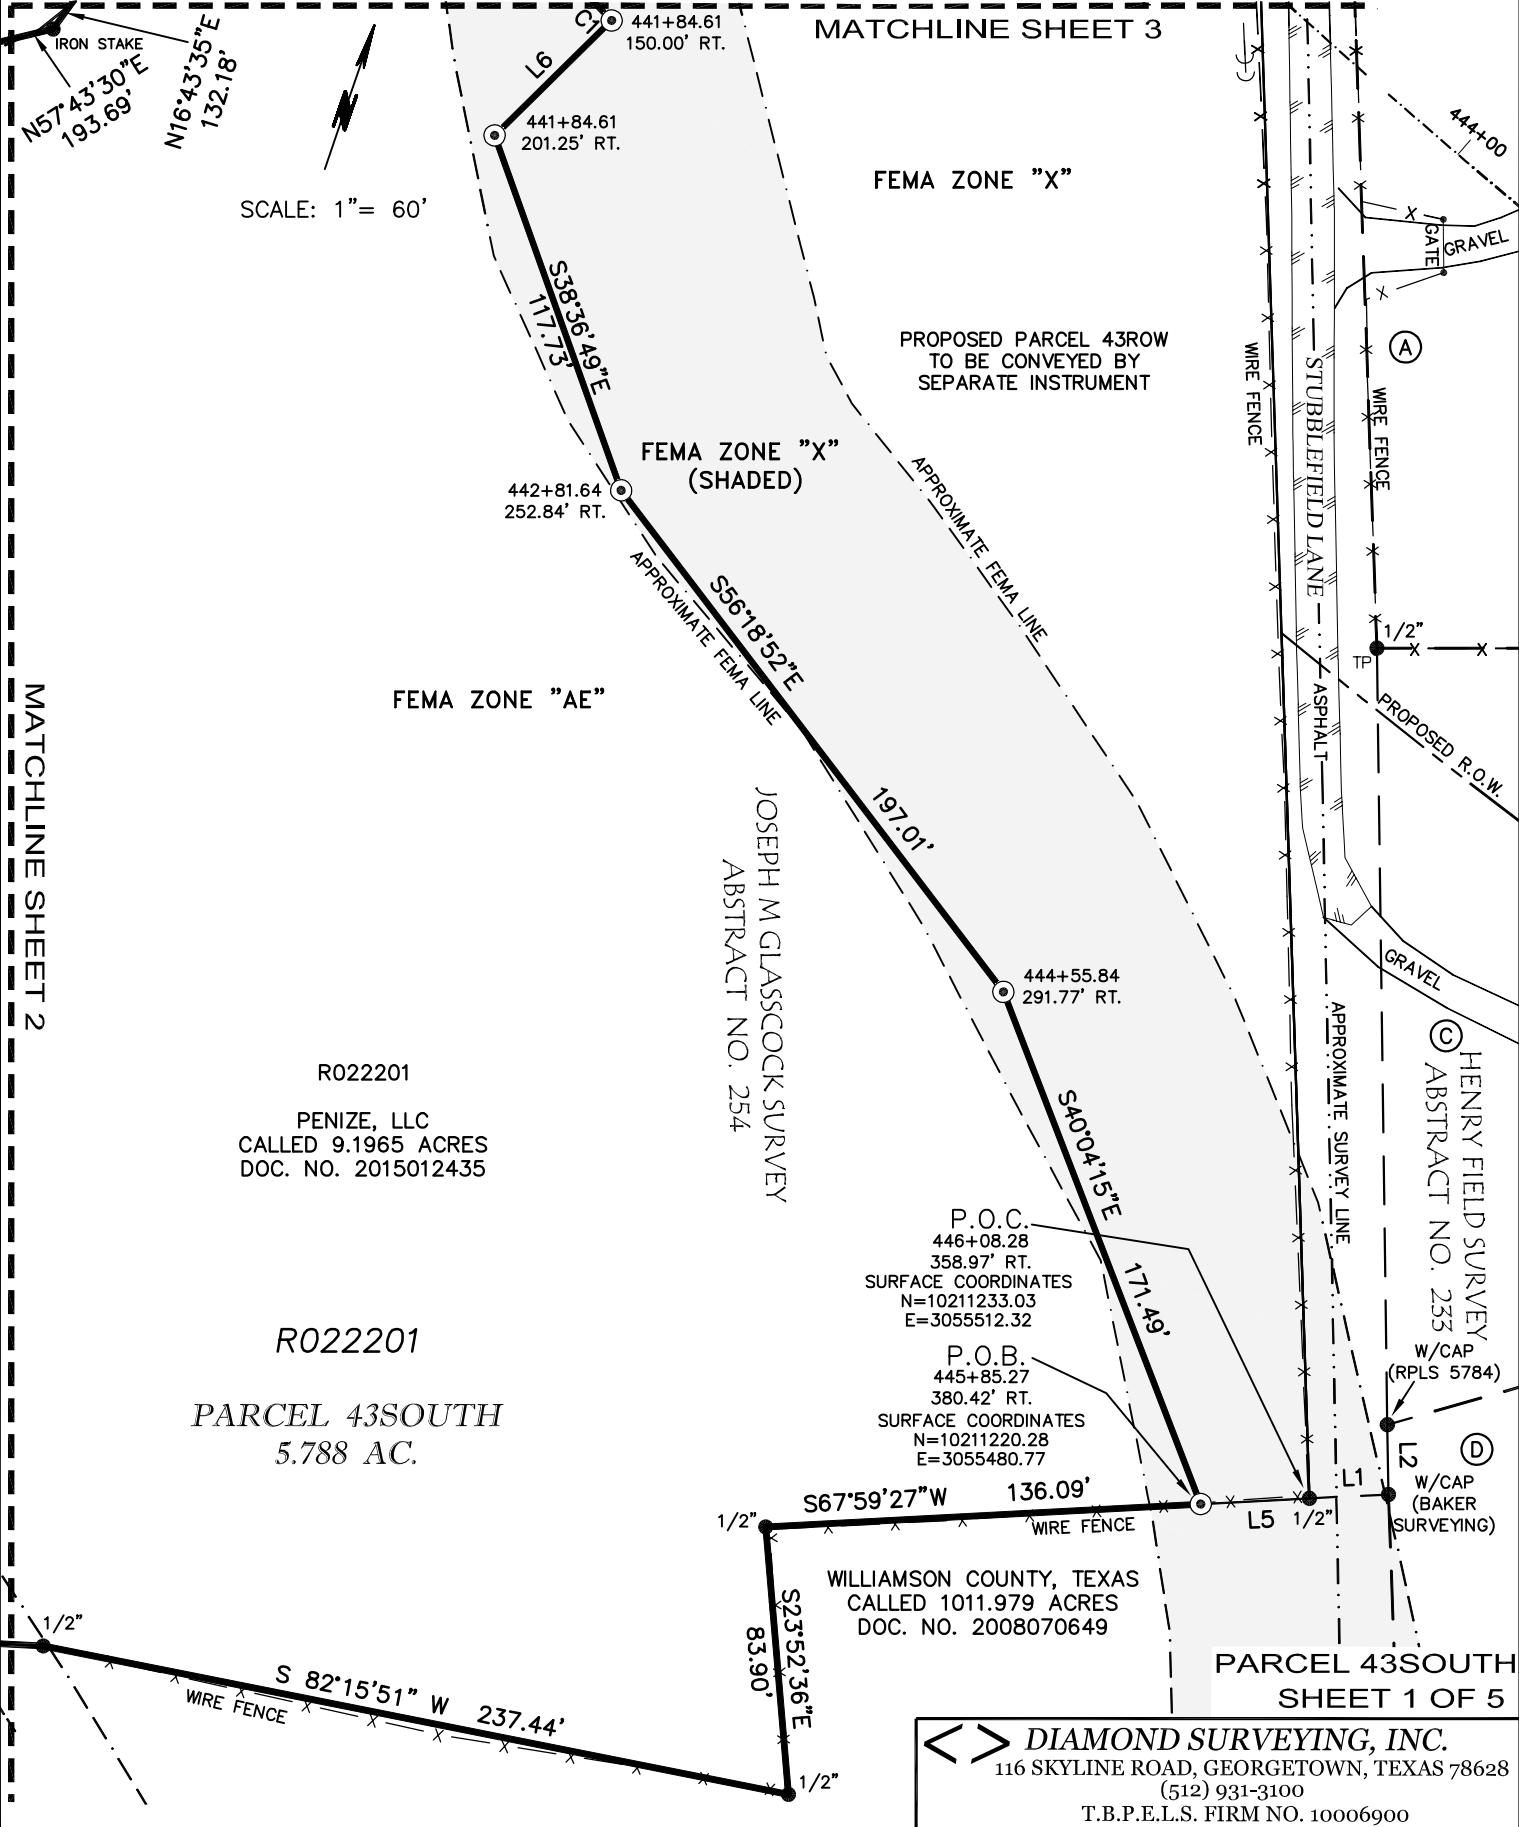 MATCHLINE SHEET 3
IRON STAKE
N57°43'30"E
193.69'
N16°43'35"E
132.18'
SCALE: 1"= 60'
C1
441+84.61
150.00' RT.
L6
441+84.61
201.25' RT.
FEMA ZONE "X"
444+00
X
GATE
GRAVEL
X
S38°36'49"E
117.73'
PROPOSED PARCEL 43ROW
TO BE CONVEYED BY
SEPARATE INSTRUMENT
WIRE FENCE
STUBBLEFIELD LANE
A
WIRE FENCE
FEMA ZONE "X"
(SHADED)
442+81.64
252.84' RT.
APPROXIMATE FEMA LINE
APPROXIMATE FEMA LINE
S56°18'52"E
197.01'
1/2"
TP
PROPOSED R.O.W.
ASPHALT
FEMA ZONE "AE"
MATCHLINE SHEET 2
JOSEPH M GLASSCOCK SURVEY
ABSTRACT NO. 254
444+55.84
291.77' RT.
GRAVEL
C
HENRY FIELD SURVEY
ABSTRACT NO. 233
APPROXIMATE SURVEY LINE
R022201
PENIZE, LLC
CALLED 9.1965 ACRES
DOC. NO. 2015012435
S40°04'15"E
171.49'
P.O.C.
446+08.28
358.97' RT.
SURFACE COORDINATES
N=10211233.03
E=3055512.32
P.O.B.
445+85.27
380.42' RT.
SURFACE COORDINATES
N=10211220.28
E=3055480.77
R022201
PARCEL 43SOUTH
5.788 AC.
W/CAP
(RPLS 5784)
L2
D
L1
W/CAP
(BAKER
SURVEYING)
S67°59'27"W 136.09'
1/2"
WIRE FENCE
L5
1/2"
WILLIAMSON COUNTY, TEXAS
CALLED 1011.979 ACRES
DOC. NO. 2008070649
S23°52'36"E
83.90'
1/2"
S 82°15'51" W 237.44'
WIRE FENCE
1/2"
PARCEL 43SOUTH
SHEET 1 OF 5
<> DIAMOND SURVEYING, INC.
116 SKYLINE ROAD, GEORGETOWN, TEXAS 78628
(512) 931-3100
T.B.P.E.L.S. FIRM NO. 10006900